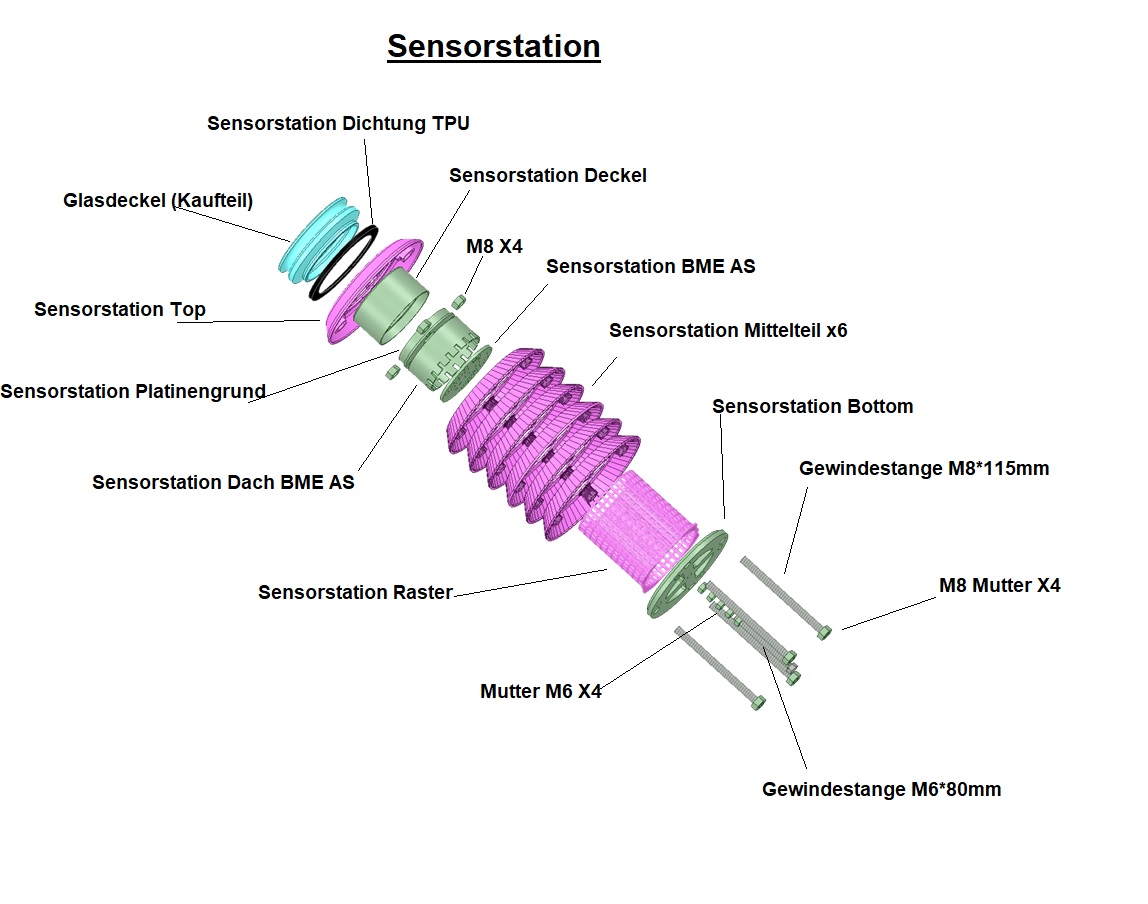 Sensorstation
Sensorstation Dichtung TPU
Sensorstation Deckel
Glasdeckel (Kaufteil)
M8 X4
Sensorstation BME AS
Sensorstation Top
Sensorstation Mittelteil x6
Sensorstation Platinengrund
Sensorstation Bottom
Gewindestange M8*115mm
Sensorstation Dach BME AS
M8 Mutter X4
Sensorstation Raster
Mutter M6 X4
Gewindestange M6*80mm